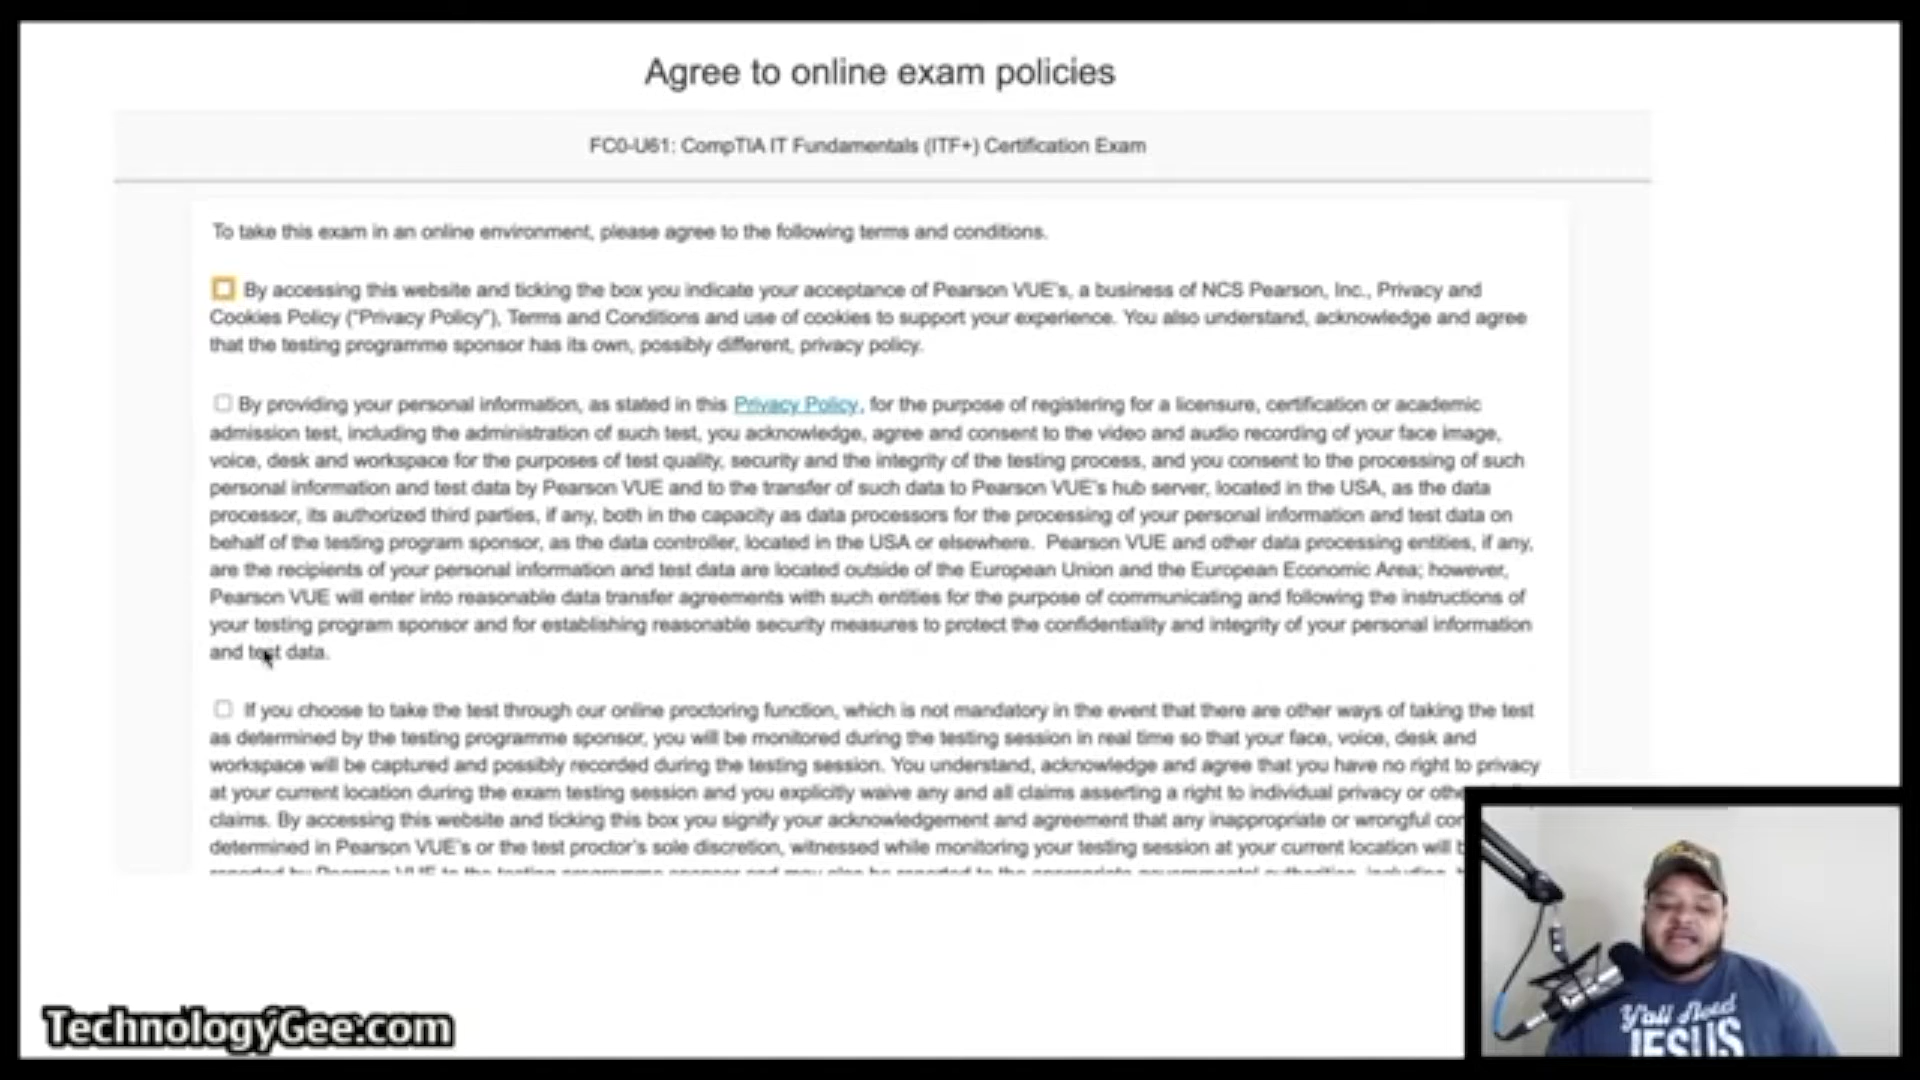 Agree to online exam policies
FC0-U61: CompTIA IT Fundamentals (ITF+) Certification Exam
To take this exam in an online environment, please agree to the following terms and conditions.
By accessing this website and ticking the box you indicate your acceptance of Pearson VUE's, a business of NCS Pearson, Inc., Privacy and
Cookies Policy ("Privacy Policy"), Terms and Conditions and use of cookies to support your experience. You also understand, acknowledge and agree
that the testing programme sponsor has its own, possibly different, privacy policy.
By providing your personal information, as stated in this Privacy Policy, for the purpose of registering for a licensure, certification or academic
admission test, including the administration of such test, you acknowledge, agree and consent to the video and audio recording of your face image,
voice, desk and workspace for the purposes of test quality, security and the integrity of the testing process, and you consent to the processing of such
personal information and test data by Pearson VUE and to the transfer of such data to Pearson VUE's hub server, located in the USA, as the data
processor, its authorized third parties, if any, both in the capacity as data processors for the processing of your personal information and test data on
behalf of the testing program sponsor, as the data controller, located in the USA or elsewhere.  Pearson VUE and other data processing entities, if any,
are the recipients of your personal information and test data are located outside of the European Union and the European Economic Area; however,
Pearson VUE will enter into reasonable data transfer agreements with such entities for the purpose of communicating and following the instructions of
your testing program sponsor and for establishing reasonable security measures to protect the confidentiality and integrity of your personal information
and test data.
If you choose to take the test through our online proctoring function, which is not mandatory in the event that there are other ways of taking the test
as determined by the testing programme sponsor, you will be monitored during the testing session in real time so that your face, voice, desk and
workspace will be captured and possibly recorded during the testing session. You understand, acknowledge and agree that you have no right to privacy
at your current location during the exam testing session and you explicitly waive any and all claims asserting a right to individual privacy or
claims. By accessing this website and ticking this box you signify your acknowledgement and agreement that any inappropriate or wrongful
determined in Pearson VUE's or the test proctor's sole discretion, witnessed while monitoring your testing session at your current location will
reported by Pearson VUE to the testing programme sponsor and may also be reported to the appropriate governmental authorities, including,
TechnologyGee.com
Y'all Need
JESUS